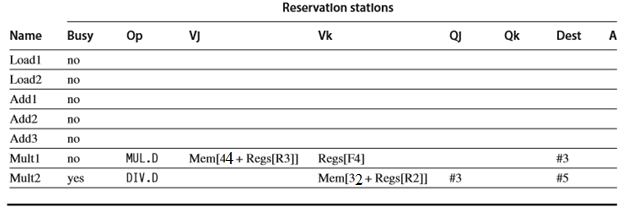 Reservation stations
Name Busy Op Vj Vk Qj Qk Dest A
Load1 no
Load2 no
Add1 no
Add2 no
Add3 no
Mult1 no MUL.D Mem[44 + Regs[R3]] Regs[F4] #3
Mult2 yes DIV.D Mem[32 + Regs[R2]] #3 #5